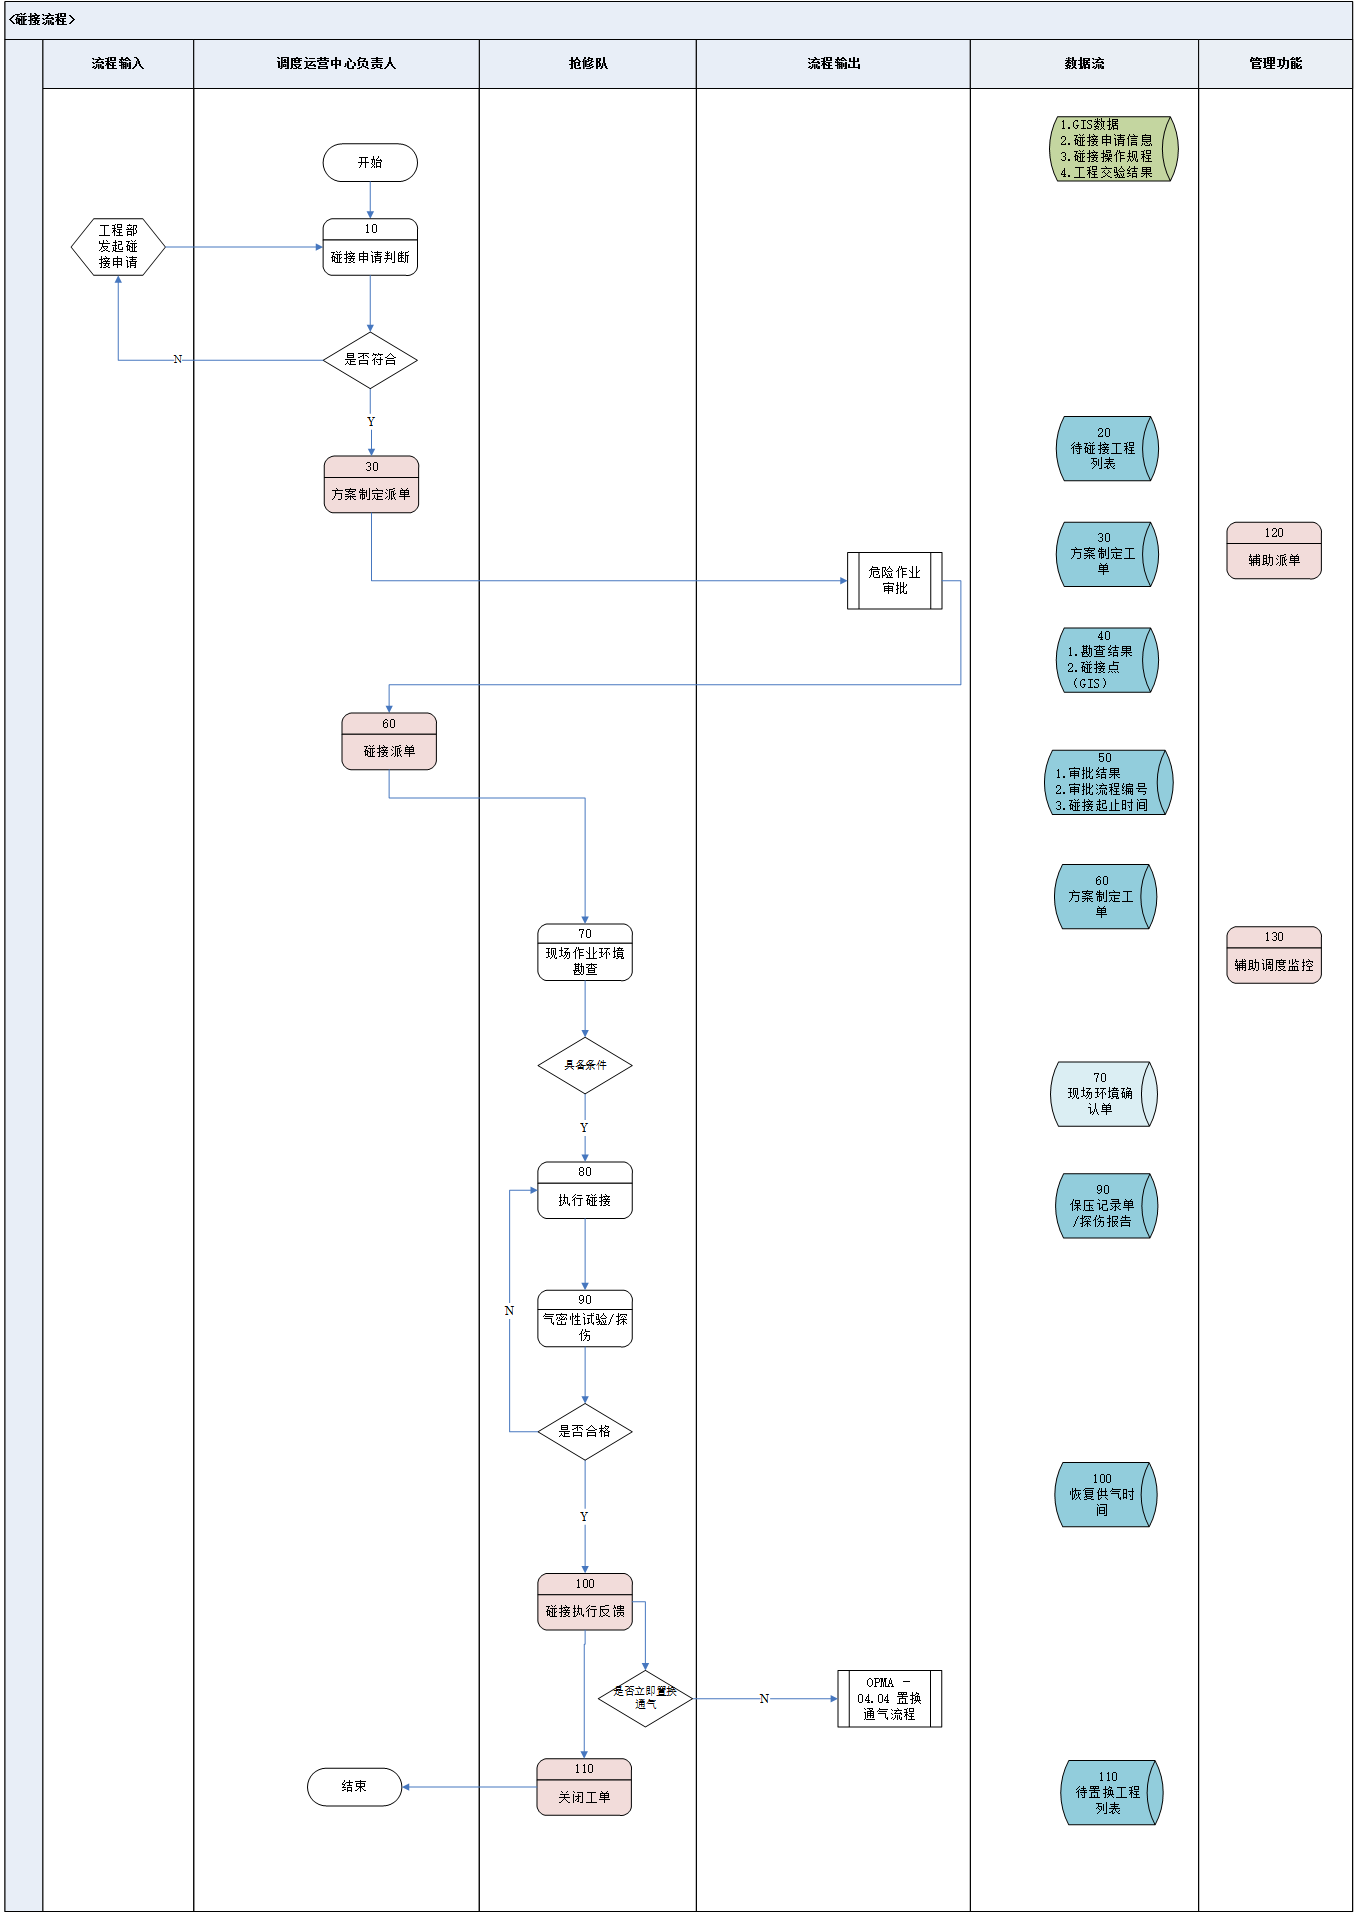 <碰接流程>
流程输入
调度运营中心负责人
抢修队
流程输出
数据流
管理功能
1.GIS数据
2.碰接申请信息
3.碰接操作规程
4.工程交验结果
开始
工程部
发起碰
接申请
10
碰接申请判断
是否符合
N
Y
20
待碰接工程
列表
30
方案制定派单
30
方案制定工
单
120
辅助派单
危险作业
审批
40
1.勘查结果
2.碰接点
（GIS）
60
碰接派单
50
1.审批结果
2.审批流程编号
3.碰接起止时间
60
方案制定工
单
70
现场作业环境
勘查
130
辅助调度监控
具备条件
Y
70
现场环境确
认单
80
执行碰接
90
保压记录单
/探伤报告
90
气密性试验/探
伤
N
是否合格
Y
100
恢复供气时
间
100
碰接执行反馈
是否立即置换
通气
N
OPMA －
04.04 置换
通气流程
110
关闭工单
结束
110
待置换工程
列表